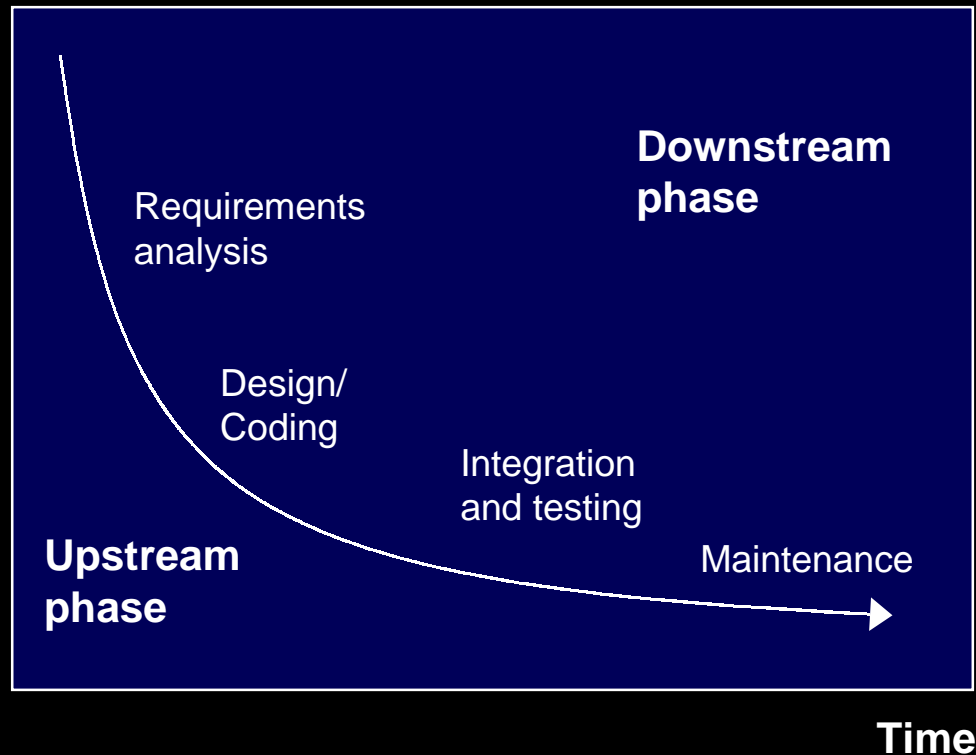 Downstream
phase
Requirements
analysis
Design/
Coding
Integration
and testing
Upstream
phase
Maintenance
Time